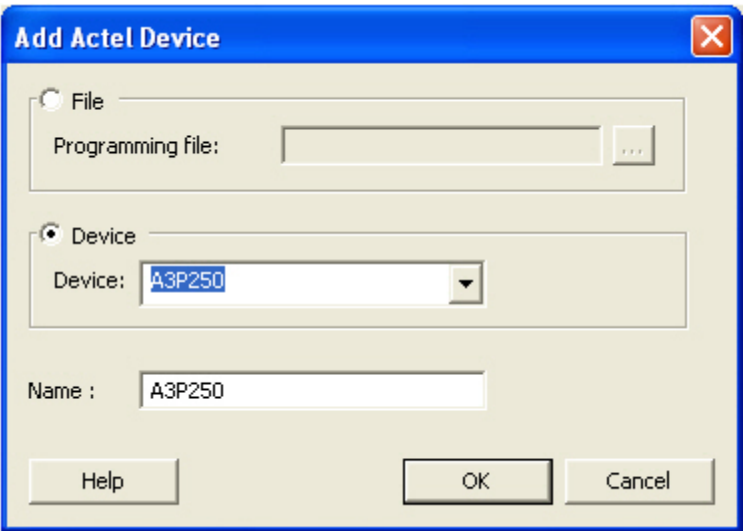 Add Actel Device
File
Programming file:
...
Device
Device: A3P250
Name : A3P250
Help OK Cancel